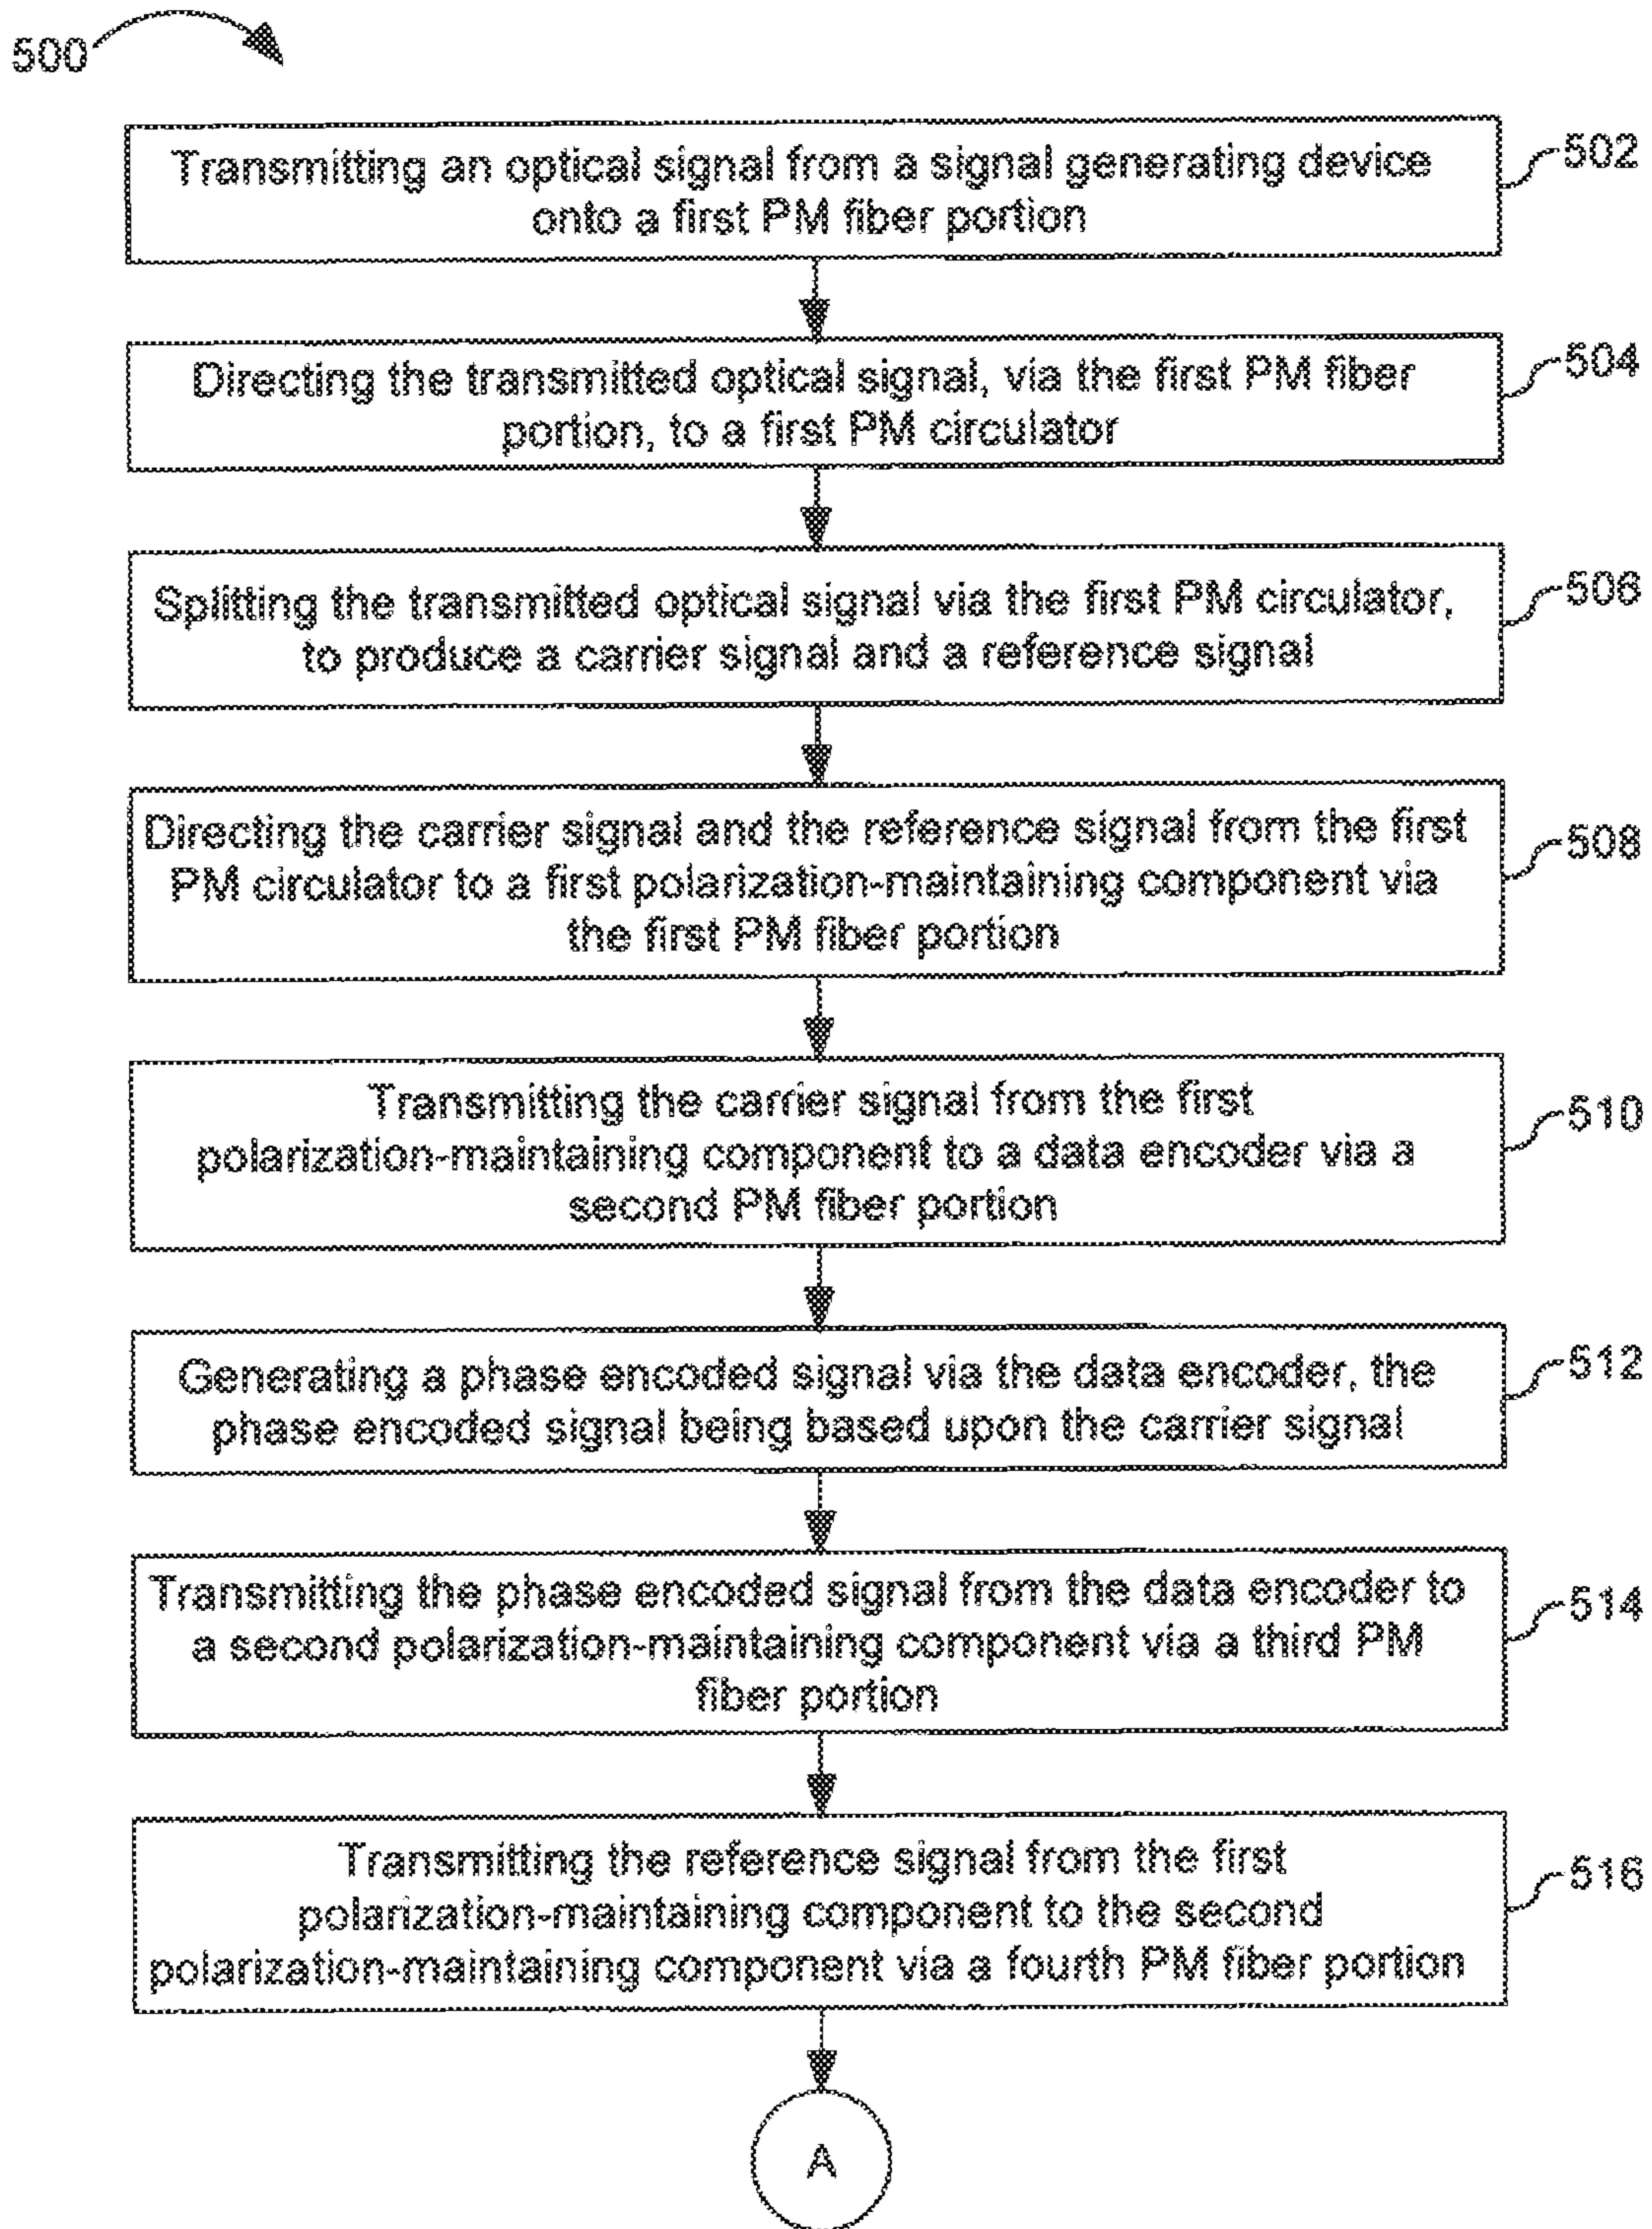 500
Transmitting an optical signal from a signal generating device
onto a first PM fiber portion
502
Directing the transmitted optical signal, via the first PM fiber
portion, to a first PM circulator
504
Splitting the transmitted optical signal via the first PM circulator,
to produce a carrier signal and a reference signal
506
Directing the carrier signal and the reference signal from the first
PM circulator to a first polarization-maintaining component via
the first PM fiber portion
508
Transmitting the carrier signal from the first
polarization-maintaining component to a data encoder via a
second PM fiber portion
510
Generating a phase encoded signal via the data encoder, the
phase encoded signal being based upon the carrier signal
512
Transmitting the phase encoded signal from the data encoder to
a second polarization-maintaining component via a third PM
fiber portion
514
Transmitting the reference signal from the first
polarization-maintaining component to the second
polarization-maintaining component via a fourth PM fiber portion
516
A